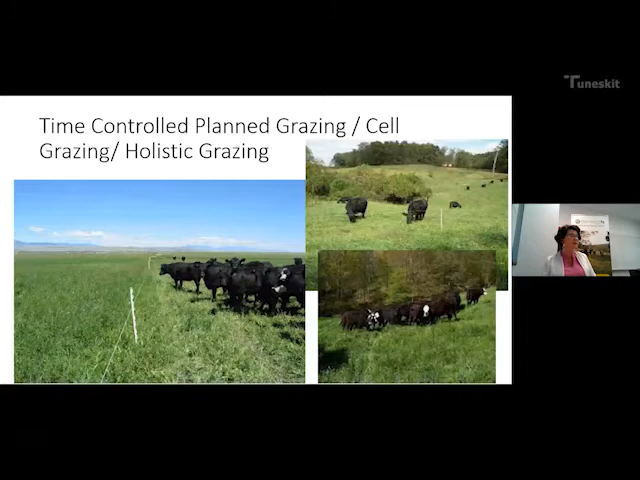 Tuneskit
Time Controlled Planned Grazing / Cell
Grazing/ Holistic Grazing